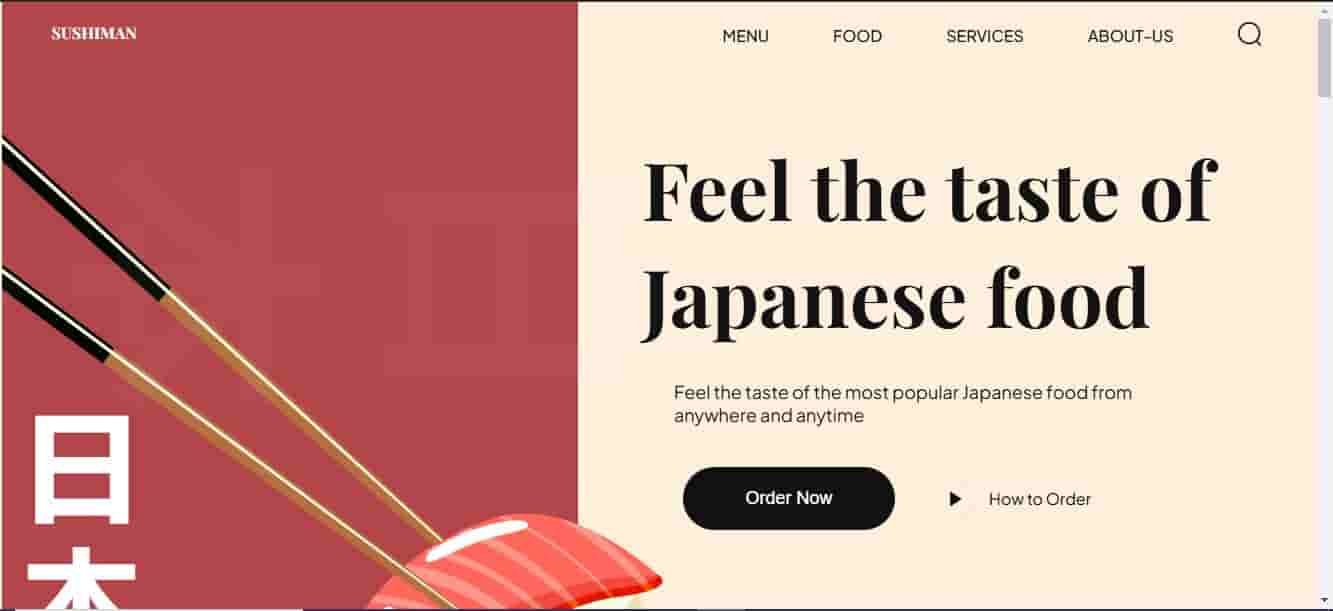 SUSHIMAN
MENU FOOD SERVICES ABOUT-US
Feel the taste of
Japanese food
Feel the taste of the most popular Japanese food from
anywhere and anytime
Order Now How to Order
日
本